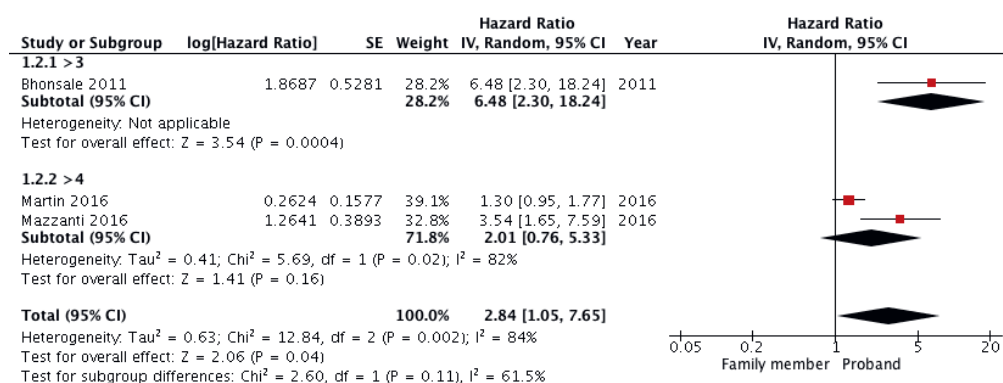 Hazard Ratio Hazard Ratio
Study or Subgroup log[Hazard Ratio] SE Weight IV, Random, 95% CI Year IV, Random, 95% CI
1.2.1 >3
Bhonsale 2011 1.8687 0.5281 28.2% 6.48 [2.30, 18.24] 2011
Subtotal (95% CI) 28.2% 6.48 [2.30, 18.24]
Heterogeneity: Not applicable
Test for overall effect: Z = 3.54 (P = 0.0004)
1.2.2 >4
Martin 2016 0.2624 0.1577 39.1% 1.30 [0.95, 1.77] 2016
Mazzanti 2016 1.2641 0.3893 32.8% 3.54 [1.65, 7.59] 2016
Subtotal (95% CI) 71.8% 2.01 [0.76, 5.33]
Heterogeneity: Tau² = 0.41; Chi² = 5.69, df = 1 (P = 0.02); I² = 82%
Test for overall effect: Z = 1.41 (P = 0.16)
Total (95% CI) 100.0% 2.84 [1.05, 7.65]
Heterogeneity: Tau² = 0.63; Chi² = 12.84, df = 2 (P = 0.002); I² = 84%
Test for overall effect: Z = 2.06 (P = 0.04)
Test for subgroup differences: Chi² = 2.60, df = 1 (P = 0.11), I² = 61.5%
0.05 0.2 1 5 20
Family member Proband